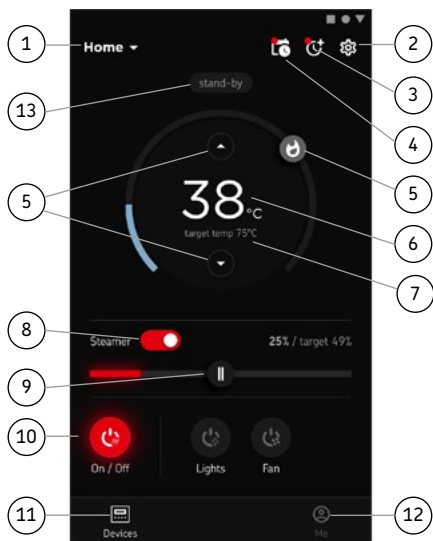 1
Home
2
3
4
13
stand-by
5
5
38 °C
6
target temp 75°C
7
8
Steamer
25% / target 49%
9
10
On / Off
Lights
Fan
11
Devices
12
Me